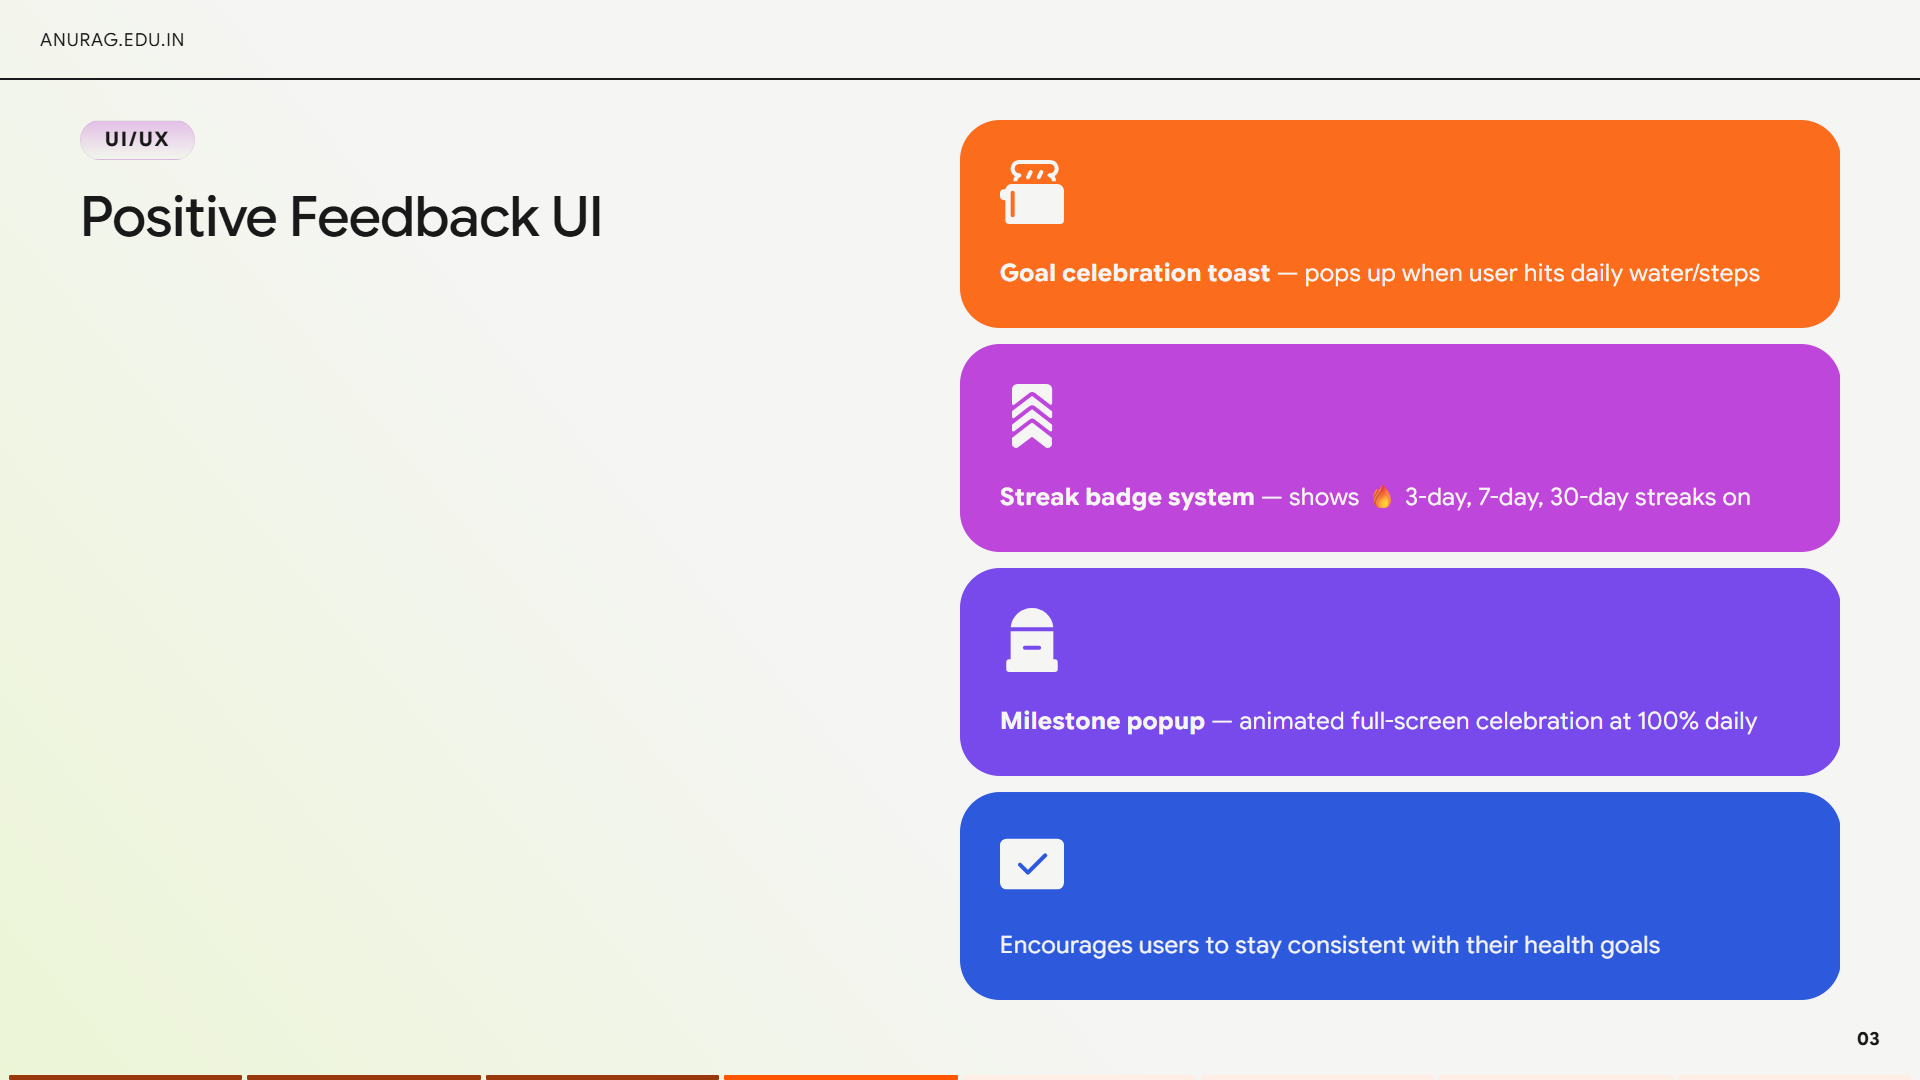 ANURAG.EDU.IN
UI/UX
Positive Feedback UI
Goal celebration toast — pops up when user hits daily water/steps
Streak badge system — shows 🔥 3-day, 7-day, 30-day streaks on
Milestone popup — animated full-screen celebration at 100% daily
Encourages users to stay consistent with their health goals
03